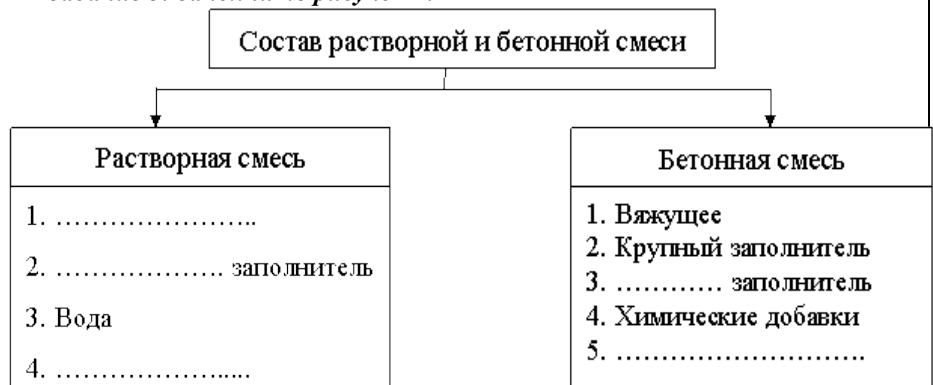 Состав растворной и бетонной смеси
Растворная смесь
1. …………………..
2. ……………….. заполнитель
3. Вода
4. ………………......
Бетонная смесь
1. Вяжущее
2. Крупный заполнитель
3. ………… заполнитель
4. Химические добавки
5. …………………….